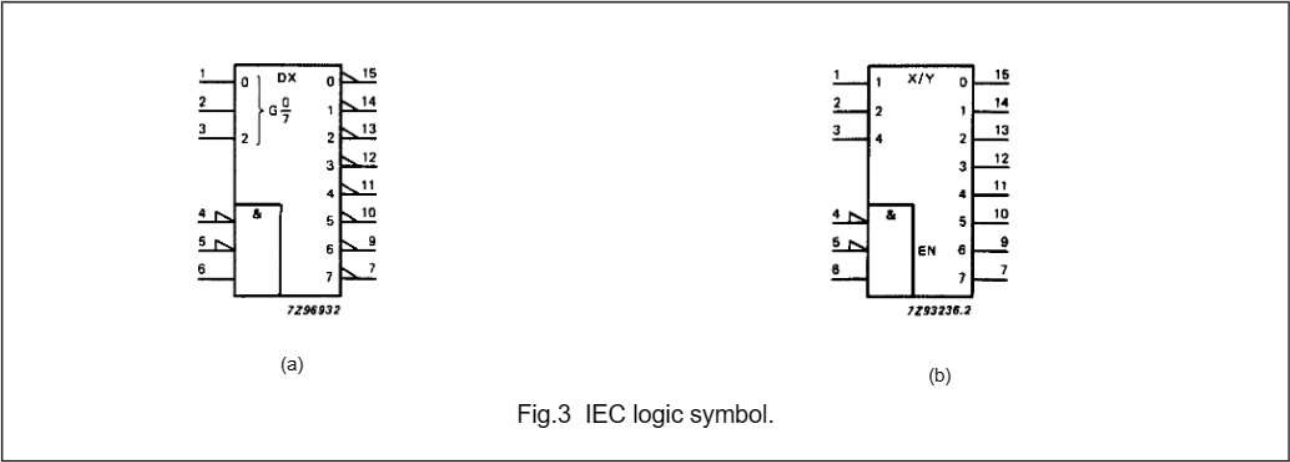 DX
1 0 0 15
2 G 0/7 1 14
3 2 2 13
3 12
4 11
4 & 5 10
5 6 9
6 7 7
7Z96932
(a)
X/Y
1 1 0 15
2 2 1 14
3 4 2 13
3 12
4 11
4 & 5 10
5 EN 6 9
6 7 7
7Z93236.2
(b)
Fig.3 IEC logic symbol.